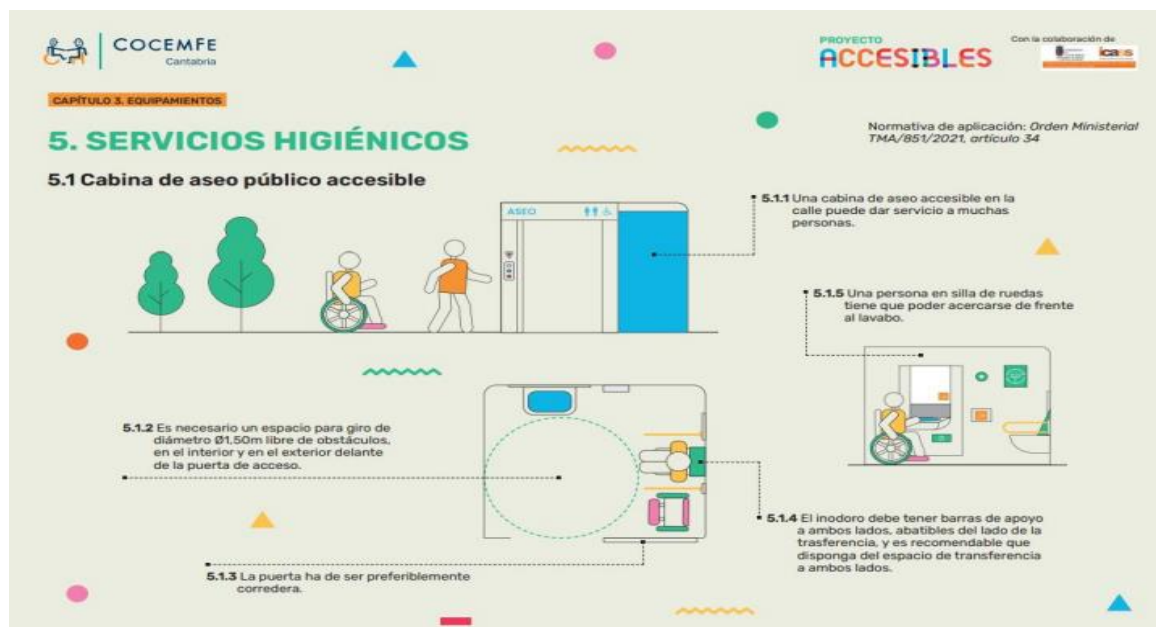 COCEMFE
Cantabria
PROYECTO
ACCESIBLES
Con la colaboración de
icass
CAPÍTULO 3. EQUIPAMIENTOS
5. SERVICIOS HIGIÉNICOS
Normativa de aplicación: Orden Ministerial
TMA/851/2021, artículo 34
5.1 Cabina de aseo público accesible
ASEO
5.1.1 Una cabina de aseo accesible en la
calle puede dar servicio a muchas
personas.
5.1.5 Una persona en silla de ruedas
tiene que poder acercarse de frente
al lavabo.
5.1.2 Es necesario un espacio para giro de
diámetro Ø1,50m libre de obstáculos,
en el interior y en el exterior delante
de la puerta de acceso.
5.1.4 El inodoro debe tener barras de apoyo
a ambos lados, abatibles del lado de la
trasferencia, y es recomendable que
disponga del espacio de transferencia
a ambos lados.
5.1.3 La puerta ha de ser preferiblemente
corredera.